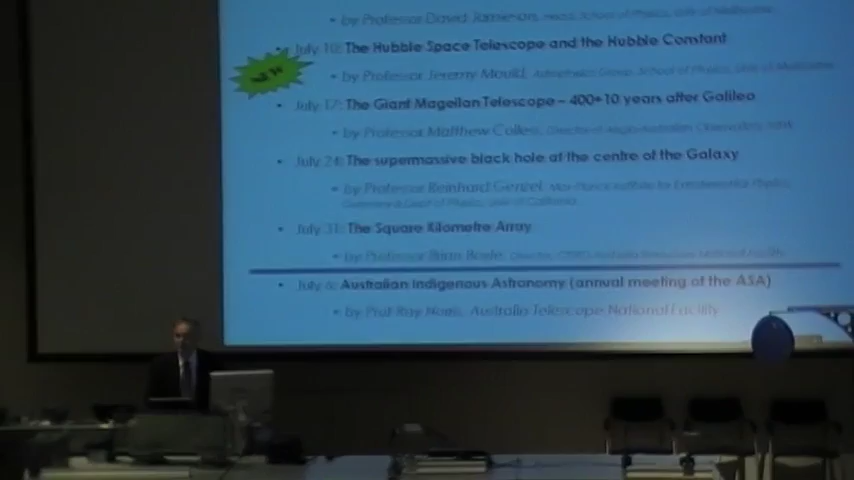 • by Professor David Jamieson, Head, School of Physics, Univ of Melbourne
• July 10: The Hubble Space Telescope and the Hubble Constant
NEW
• by Professor Jeremy Mould, Astrophysics Group, School of Physics, Univ of Melbourne
• July 17: The Giant Magellan Telescope – 400+10 years after Galileo
• by Professor Matthew Colless, Director of Anglo-Australian Observatory, NSW
• July 24: The supermassive black hole at the centre of the Galaxy
• by Professor Reinhard Genzel, Max-Planck Institute for Extraterrestrial Physics,
Germany & Dept of Physics, Univ of California
• July 31: The Square Kilometre Array
• by Professor Brian Boyle, Director, CSIRO Australia Telescope National Facility
• July 6: Australian Indigenous Astronomy (annual meeting of the ASA)
• by Prof Ray Norris, Australia Telescope National Facility